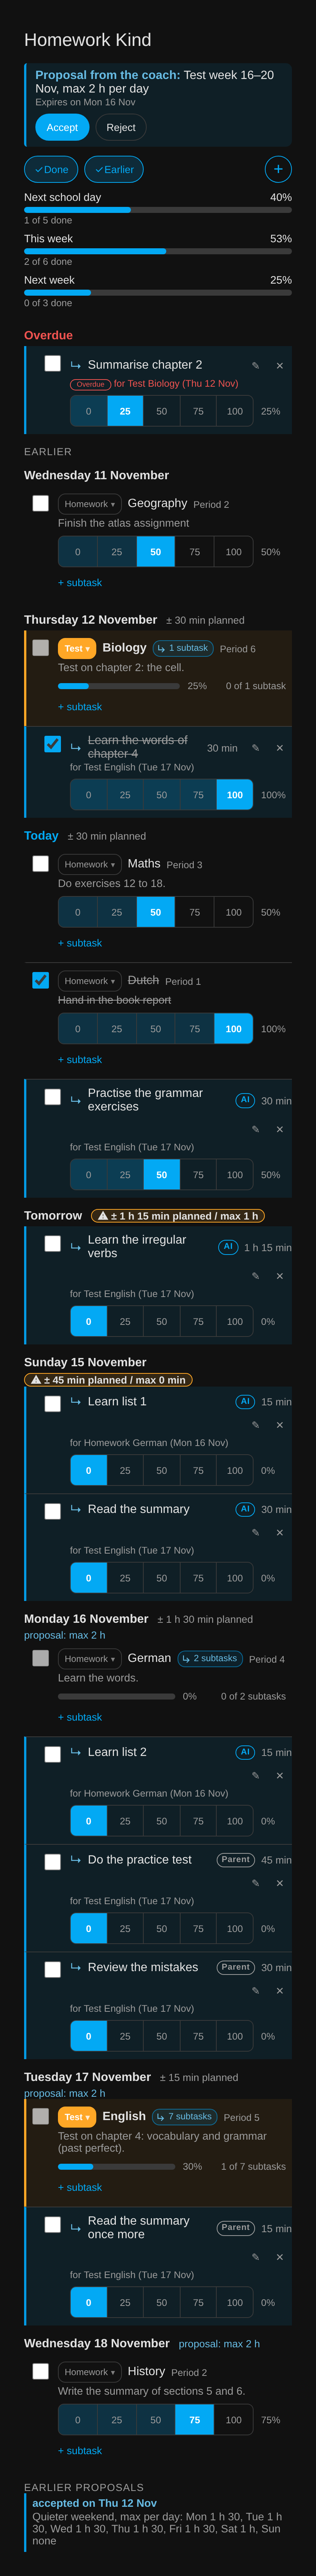 Homework Kind
Proposal from the coach: Test week 16–20
Nov, max 2 h per day
Expires on Mon 16 Nov
Accept Reject
✓Done ✓Earlier +
Next school day 40%
1 of 5 done
This week 53%
2 of 6 done
Next week 25%
0 of 3 done
Overdue
Summarise chapter 2
Overdue for Test Biology (Thu 12 Nov)
0 25 50 75 100 25%
EARLIER
Wednesday 11 November
Homework Geography Period 2
Finish the atlas assignment
0 25 50 75 100 50%
+ subtask
Thursday 12 November ± 30 min planned
Test Biology 1 subtask Period 6
Test on chapter 2: the cell.
25% 0 of 1 subtask
+ subtask
Learn the words of 30 min
chapter 4
for Test English (Tue 17 Nov)
0 25 50 75 100 100%
Today ± 30 min planned
Homework Maths Period 3
Do exercises 12 to 18.
0 25 50 75 100 50%
+ subtask
Homework Dutch Period 1
Hand in the book report
0 25 50 75 100 100%
+ subtask
Practise the grammar AI 30 min
exercises
for Test English (Tue 17 Nov)
0 25 50 75 100 50%
Tomorrow ± 1 h 15 min planned / max 1 h
Learn the irregular AI 1 h 15 min
verbs
for Test English (Tue 17 Nov)
0 25 50 75 100 0%
Sunday 15 November
± 45 min planned / max 0 min
Learn list 1 AI 15 min
for Homework German (Mon 16 Nov)
0 25 50 75 100 0%
Read the summary AI 30 min
for Test English (Tue 17 Nov)
0 25 50 75 100 0%
Monday 16 November ± 1 h 30 min planned
proposal: max 2 h
Homework German 2 subtasks Period 4
Learn the words.
0% 0 of 2 subtasks
+ subtask
Learn list 2 AI 15 min
for Homework German (Mon 16 Nov)
0 25 50 75 100 0%
Do the practice test Parent 45 min
for Test English (Tue 17 Nov)
0 25 50 75 100 0%
Review the mistakes Parent 30 min
for Test English (Tue 17 Nov)
0 25 50 75 100 0%
Tuesday 17 November ± 15 min planned
proposal: max 2 h
Test English 7 subtasks Period 5
Test on chapter 4: vocabulary and grammar
(past perfect).
30% 1 of 7 subtasks
+ subtask
Read the summary Parent 15 min
once more
for Test English (Tue 17 Nov)
0 25 50 75 100 0%
Wednesday 18 November proposal: max 2 h
Homework History Period 2
Write the summary of sections 5 and 6.
0 25 50 75 100 75%
+ subtask
EARLIER PROPOSALS
accepted on Thu 12 Nov
Quieter weekend, max per day: Mon 1 h 30, Tue 1 h
30, Wed 1 h 30, Thu 1 h 30, Fri 1 h 30, Sat 1 h, Sun
none